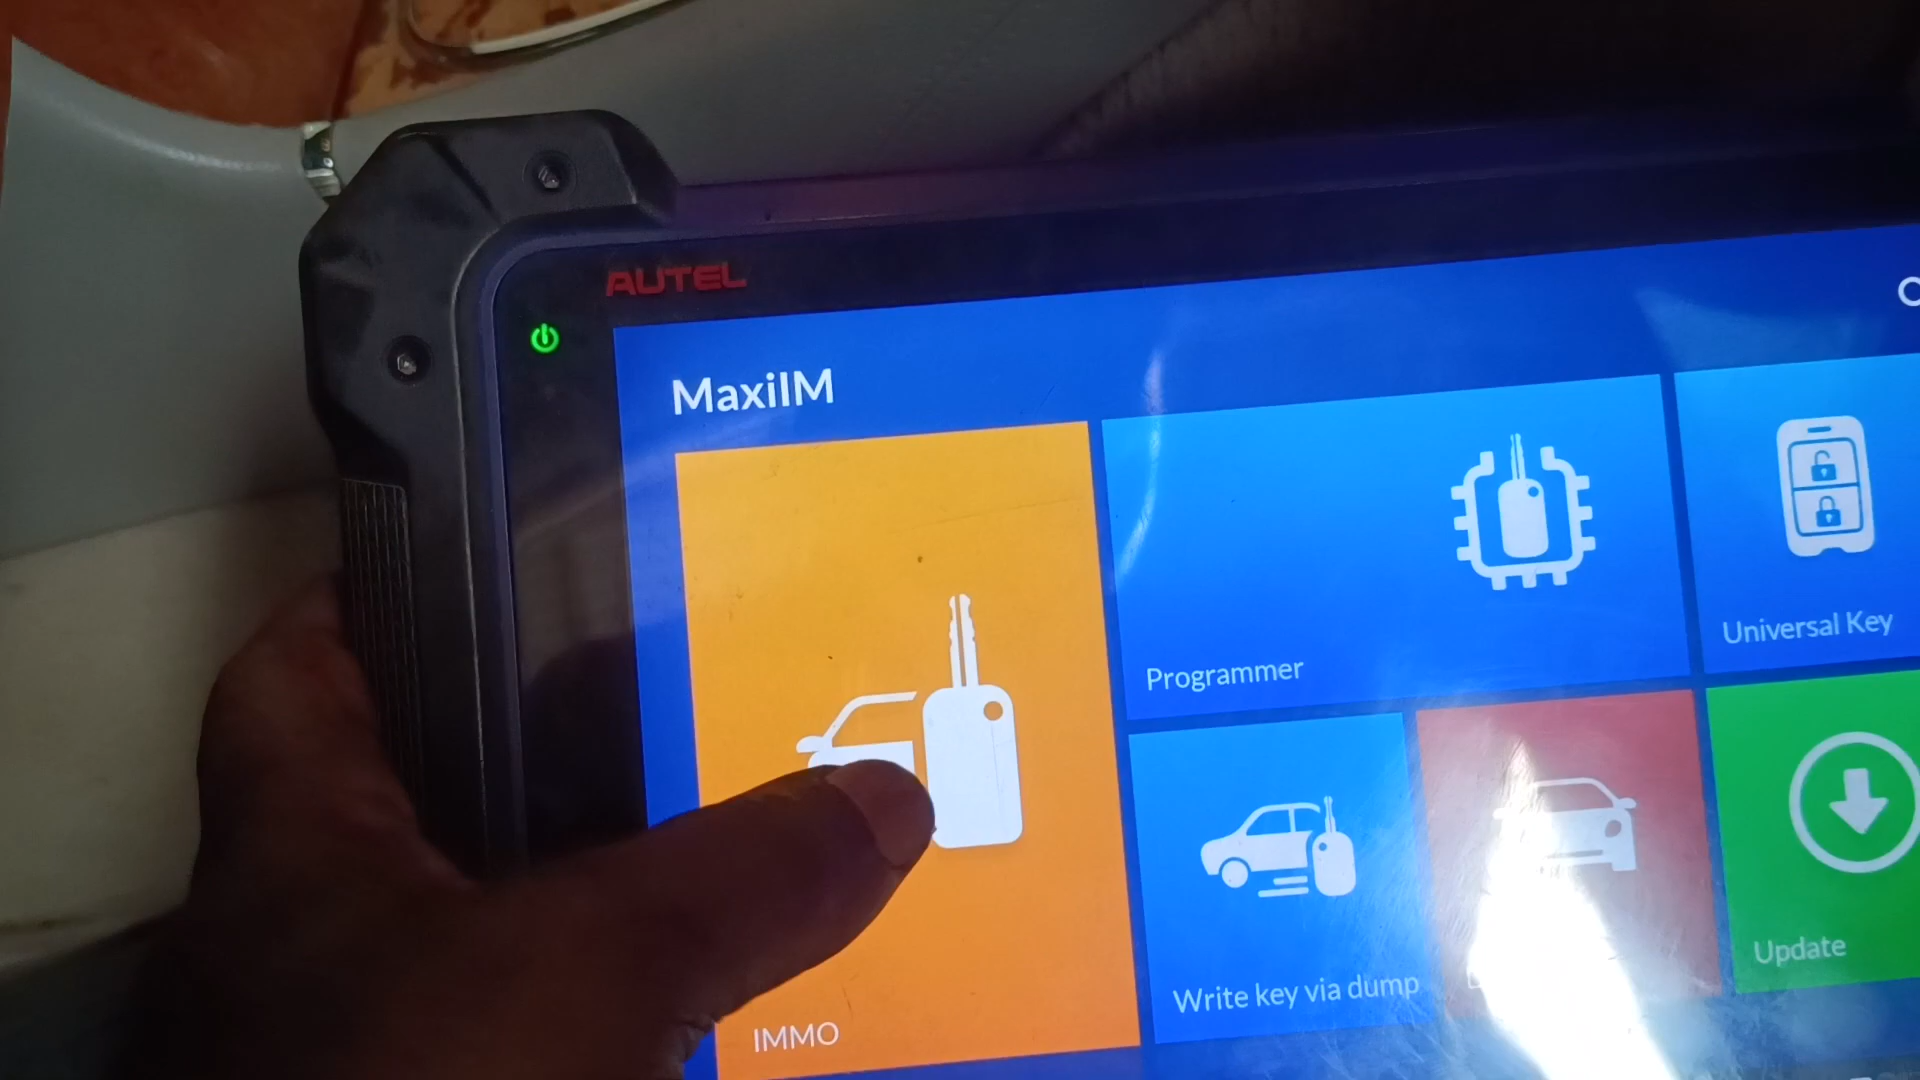 AUTEL
MaxiIM
Programmer
Universal Key
Write key via dump
Update
IMMO